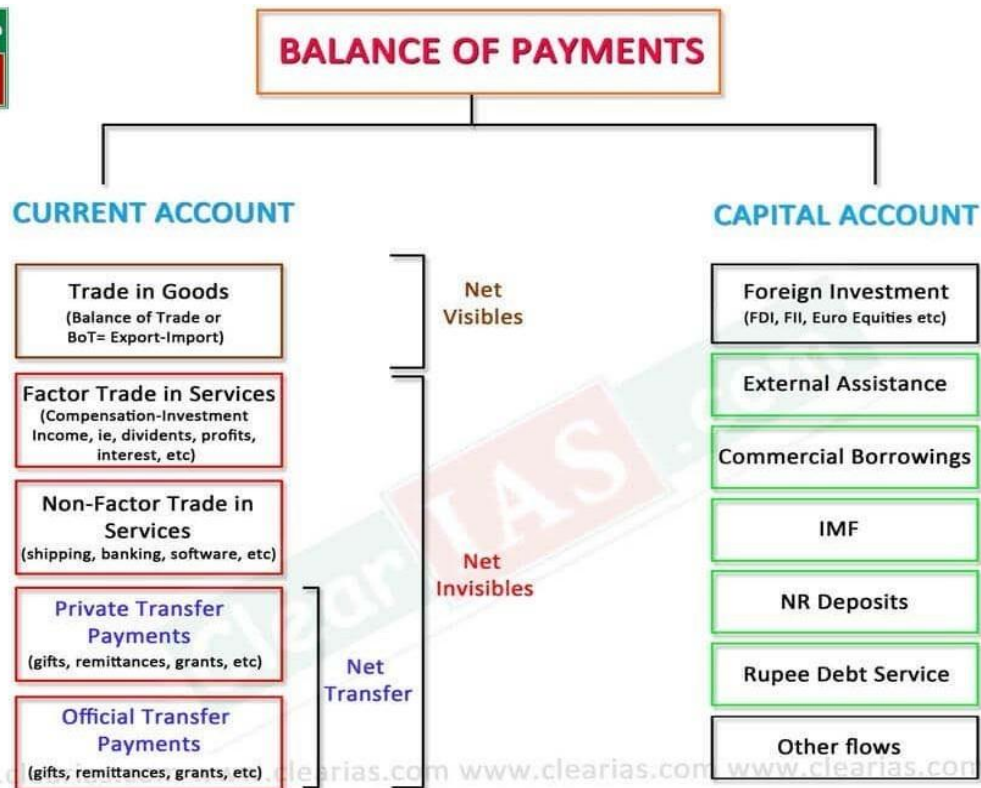 BALANCE OF PAYMENTS
CURRENT ACCOUNT
Trade in Goods
(Balance of Trade or
BoT= Export-Import)
Factor Trade in Services
(Compensation-Investment
Income, ie, dividents, profits,
interest, etc)
Non-Factor Trade in
Services
(shipping, banking, software, etc)
Private Transfer
Payments
(gifts, remittances, grants, etc)
Official Transfer
Payments
(gifts, remittances, grants, etc)
Net
Visibles
Net
Invisibles
Net
Transfer
CAPITAL ACCOUNT
Foreign Investment
(FDI, FII, Euro Equities etc)
External Assistance
Commercial Borrowings
IMF
NR Deposits
Rupee Debt Service
Other flows
Clear IAS .com
clearias.com www.clearias.com www.clearias.com